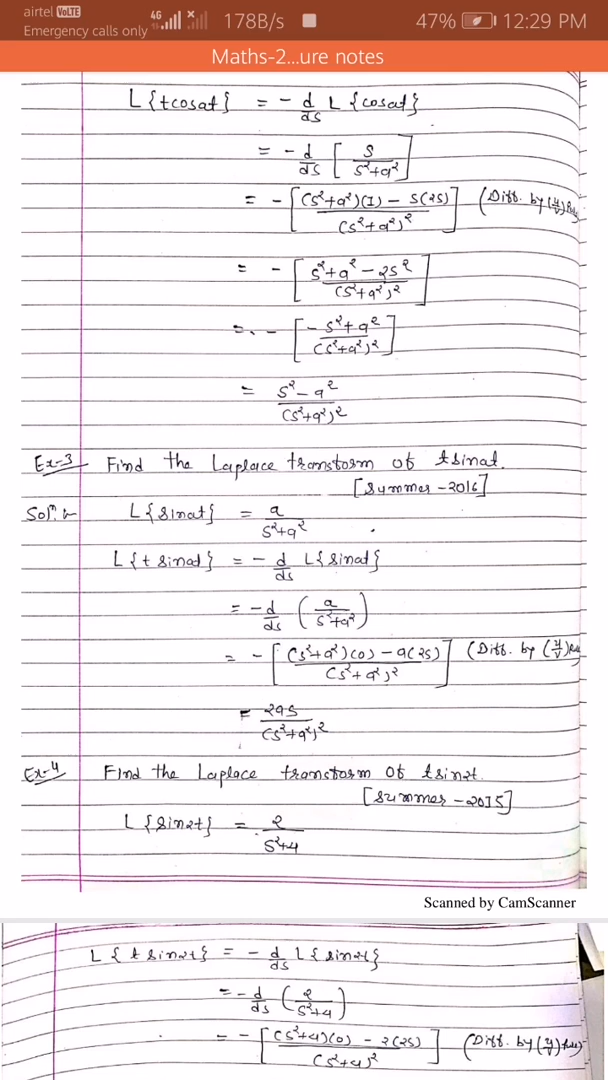 airtel VoLTE
Emergency calls only 4G 178B/s 47% 12:29 PM
Maths-2...ure notes
L{tcosat} = - d/ds L{cosat}
= - d/ds [ s/(s²+a²) ]
= - [ ((s²+a²)(1) - s(2s))/(s²+a²)² ] (Diff. by (u/v) Rule
= - [ (s²+a²-2s²)/(s²+a²)² ]
= - [ (-s²+a²)/(s²+a²)² ]
= (s²-a²)/(s²+a²)²
Ex-3 Find the Laplace transform of tsinat.
[Summer-2016]
Solⁿ: L{sinat} = a/(s²+a²)
L{t sinat} = - d/ds L{sinat}
= - d/ds ( a/(s²+a²) )
= - [ ((s²+a²)(0) - a(2s))/(s²+a²)² ] (Diff. by (u/v) Rule
= 2as/(s²+a²)²
Ex-4 Find the Laplace transform of tsin2t.
[Summer-2015]
L{sin2t} = 2/(s²+4)
Scanned by CamScanner
L{t sin2t} = - d/ds L{sin2t}
= - d/ds ( 2/(s²+4) )
= - [ ((s²+4)(0) - 2(2s))/(s²+4)² ] (Diff. by (u/v) Rule)